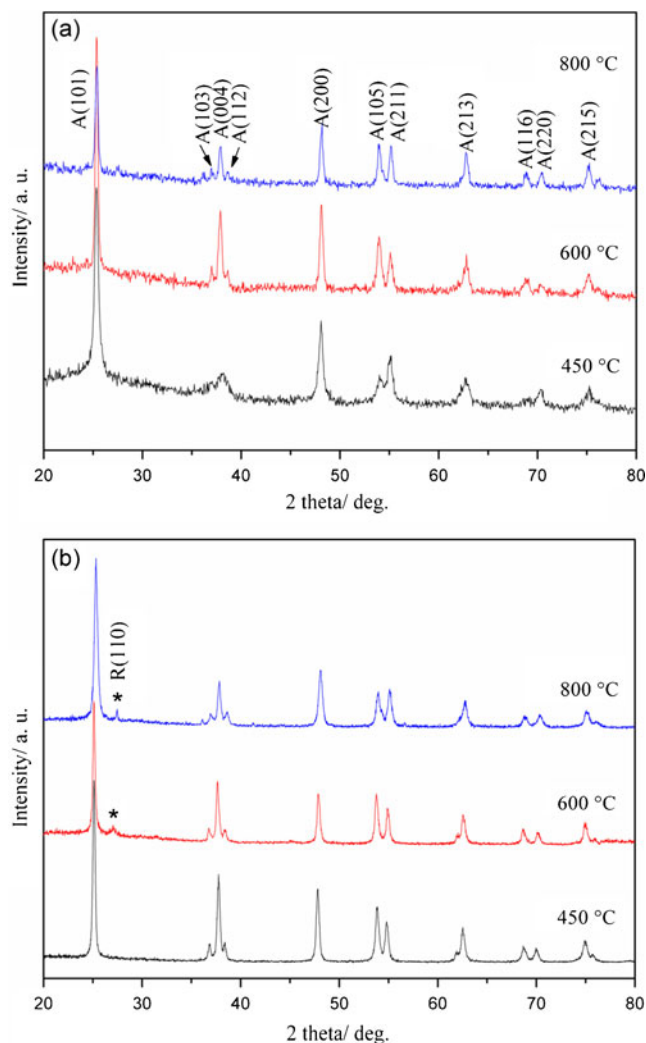 (a)
A(101)
A(103)
A(004)
A(112)
A(200)
A(105)
A(211)
A(213)
A(116)
A(220)
A(215)
800 °C
600 °C
450 °C
Intensity/ a. u.
20 30 40 50 60 70 80
2 theta/ deg.
(b)
R(110)
*
800 °C
*
600 °C
450 °C
Intensity/ a. u.
20 30 40 50 60 70 80
2 theta/ deg.